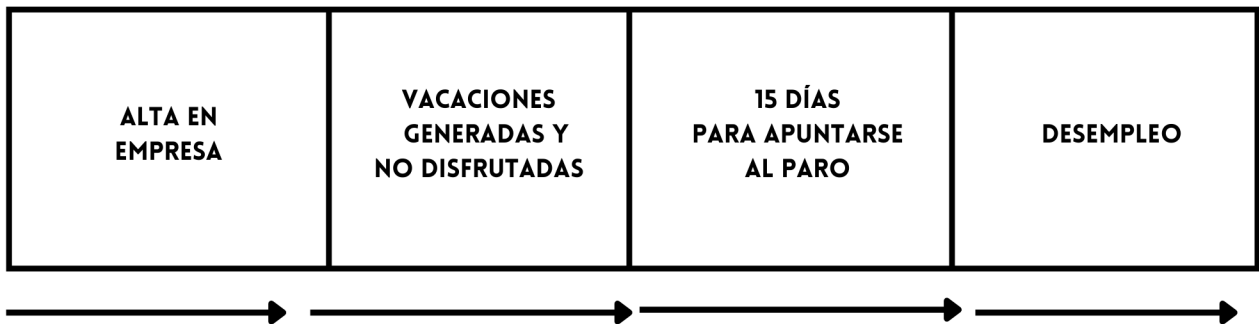 ALTA EN
EMPRESA
VACACIONES
GENERADAS Y
NO DISFRUTADAS
15 DÍAS
PARA APUNTARSE
AL PARO
DESEMPLEO